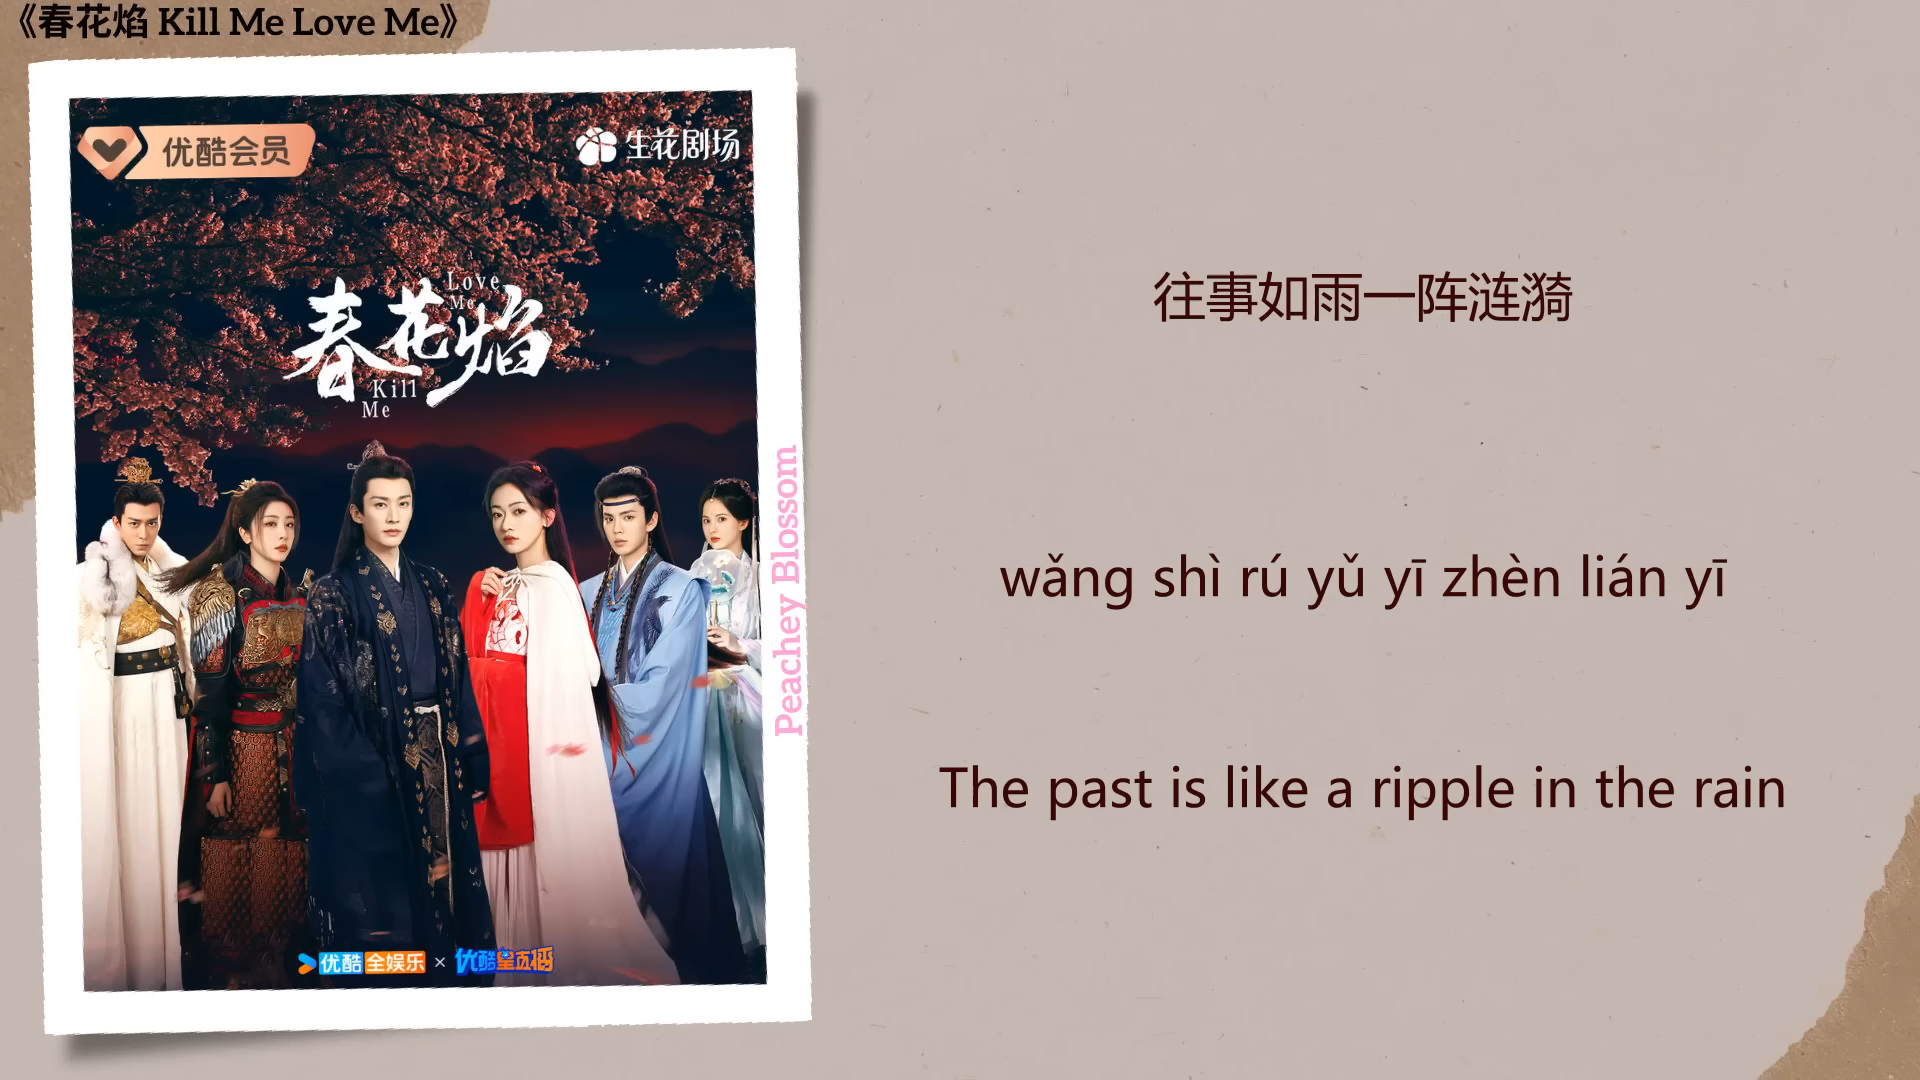 《春花焰 Kill Me Love Me》
优酷会员
生花剧场
Love
Me
春花焰
Kill
Me
Peachey Blossom
优酷 全娱乐 × 优酷星直播
往事如雨一阵涟漪
wǎng shì rú yǔ yī zhèn lián yī
The past is like a ripple in the rain